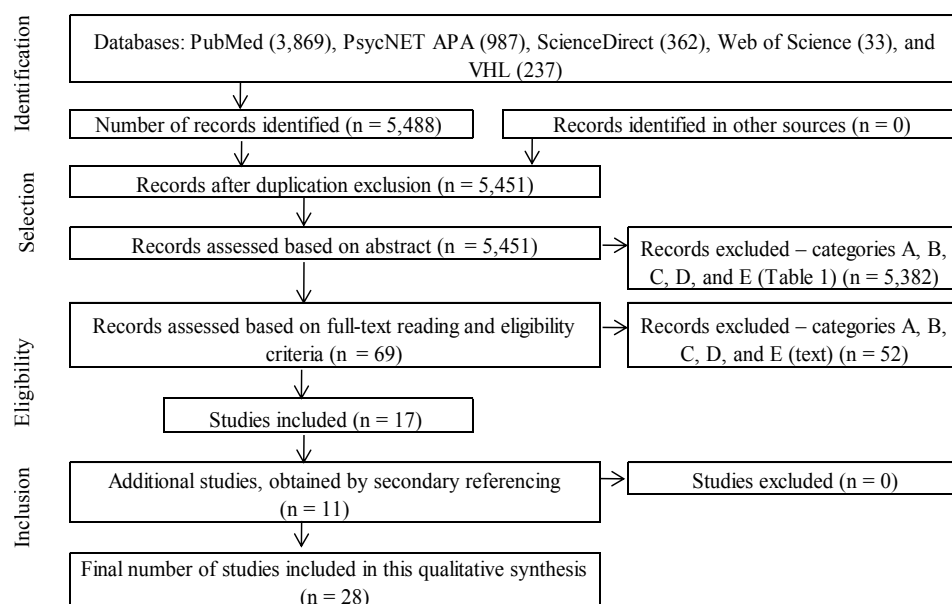 Identification
Databases: PubMed (3,869), PsycNET APA (987), ScienceDirect (362), Web of Science (33), and
VHL (237)
Number of records identified (n = 5,488)
Records identified in other sources (n = 0)
Selection
Records after duplication exclusion (n = 5,451)
Records assessed based on abstract (n = 5,451)
Records excluded – categories A, B,
C, D, and E (Table 1) (n = 5,382)
Eligibility
Records assessed based on full-text reading and eligibility
criteria (n = 69)
Records excluded – categories A, B,
C, D, and E (text) (n = 52)
Studies included (n = 17)
Inclusion
Additional studies, obtained by secondary referencing
(n = 11)
Studies excluded (n = 0)
Final number of studies included in this qualitative synthesis
(n = 28)